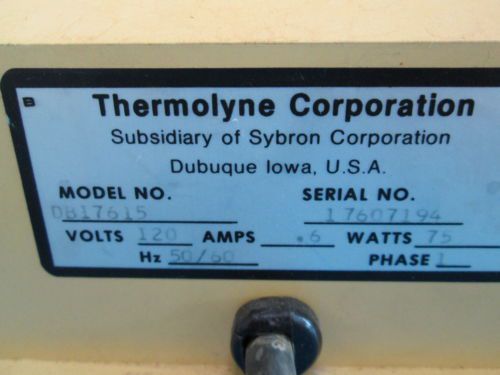 B
Thermolyne Corporation
Subsidiary of Sybron Corporation
Dubuque Iowa, U.S.A.
MODEL NO. SERIAL NO.
DB17615 17607194
VOLTS 120 AMPS .6 WATTS 75
Hz 50/60 PHASE 1